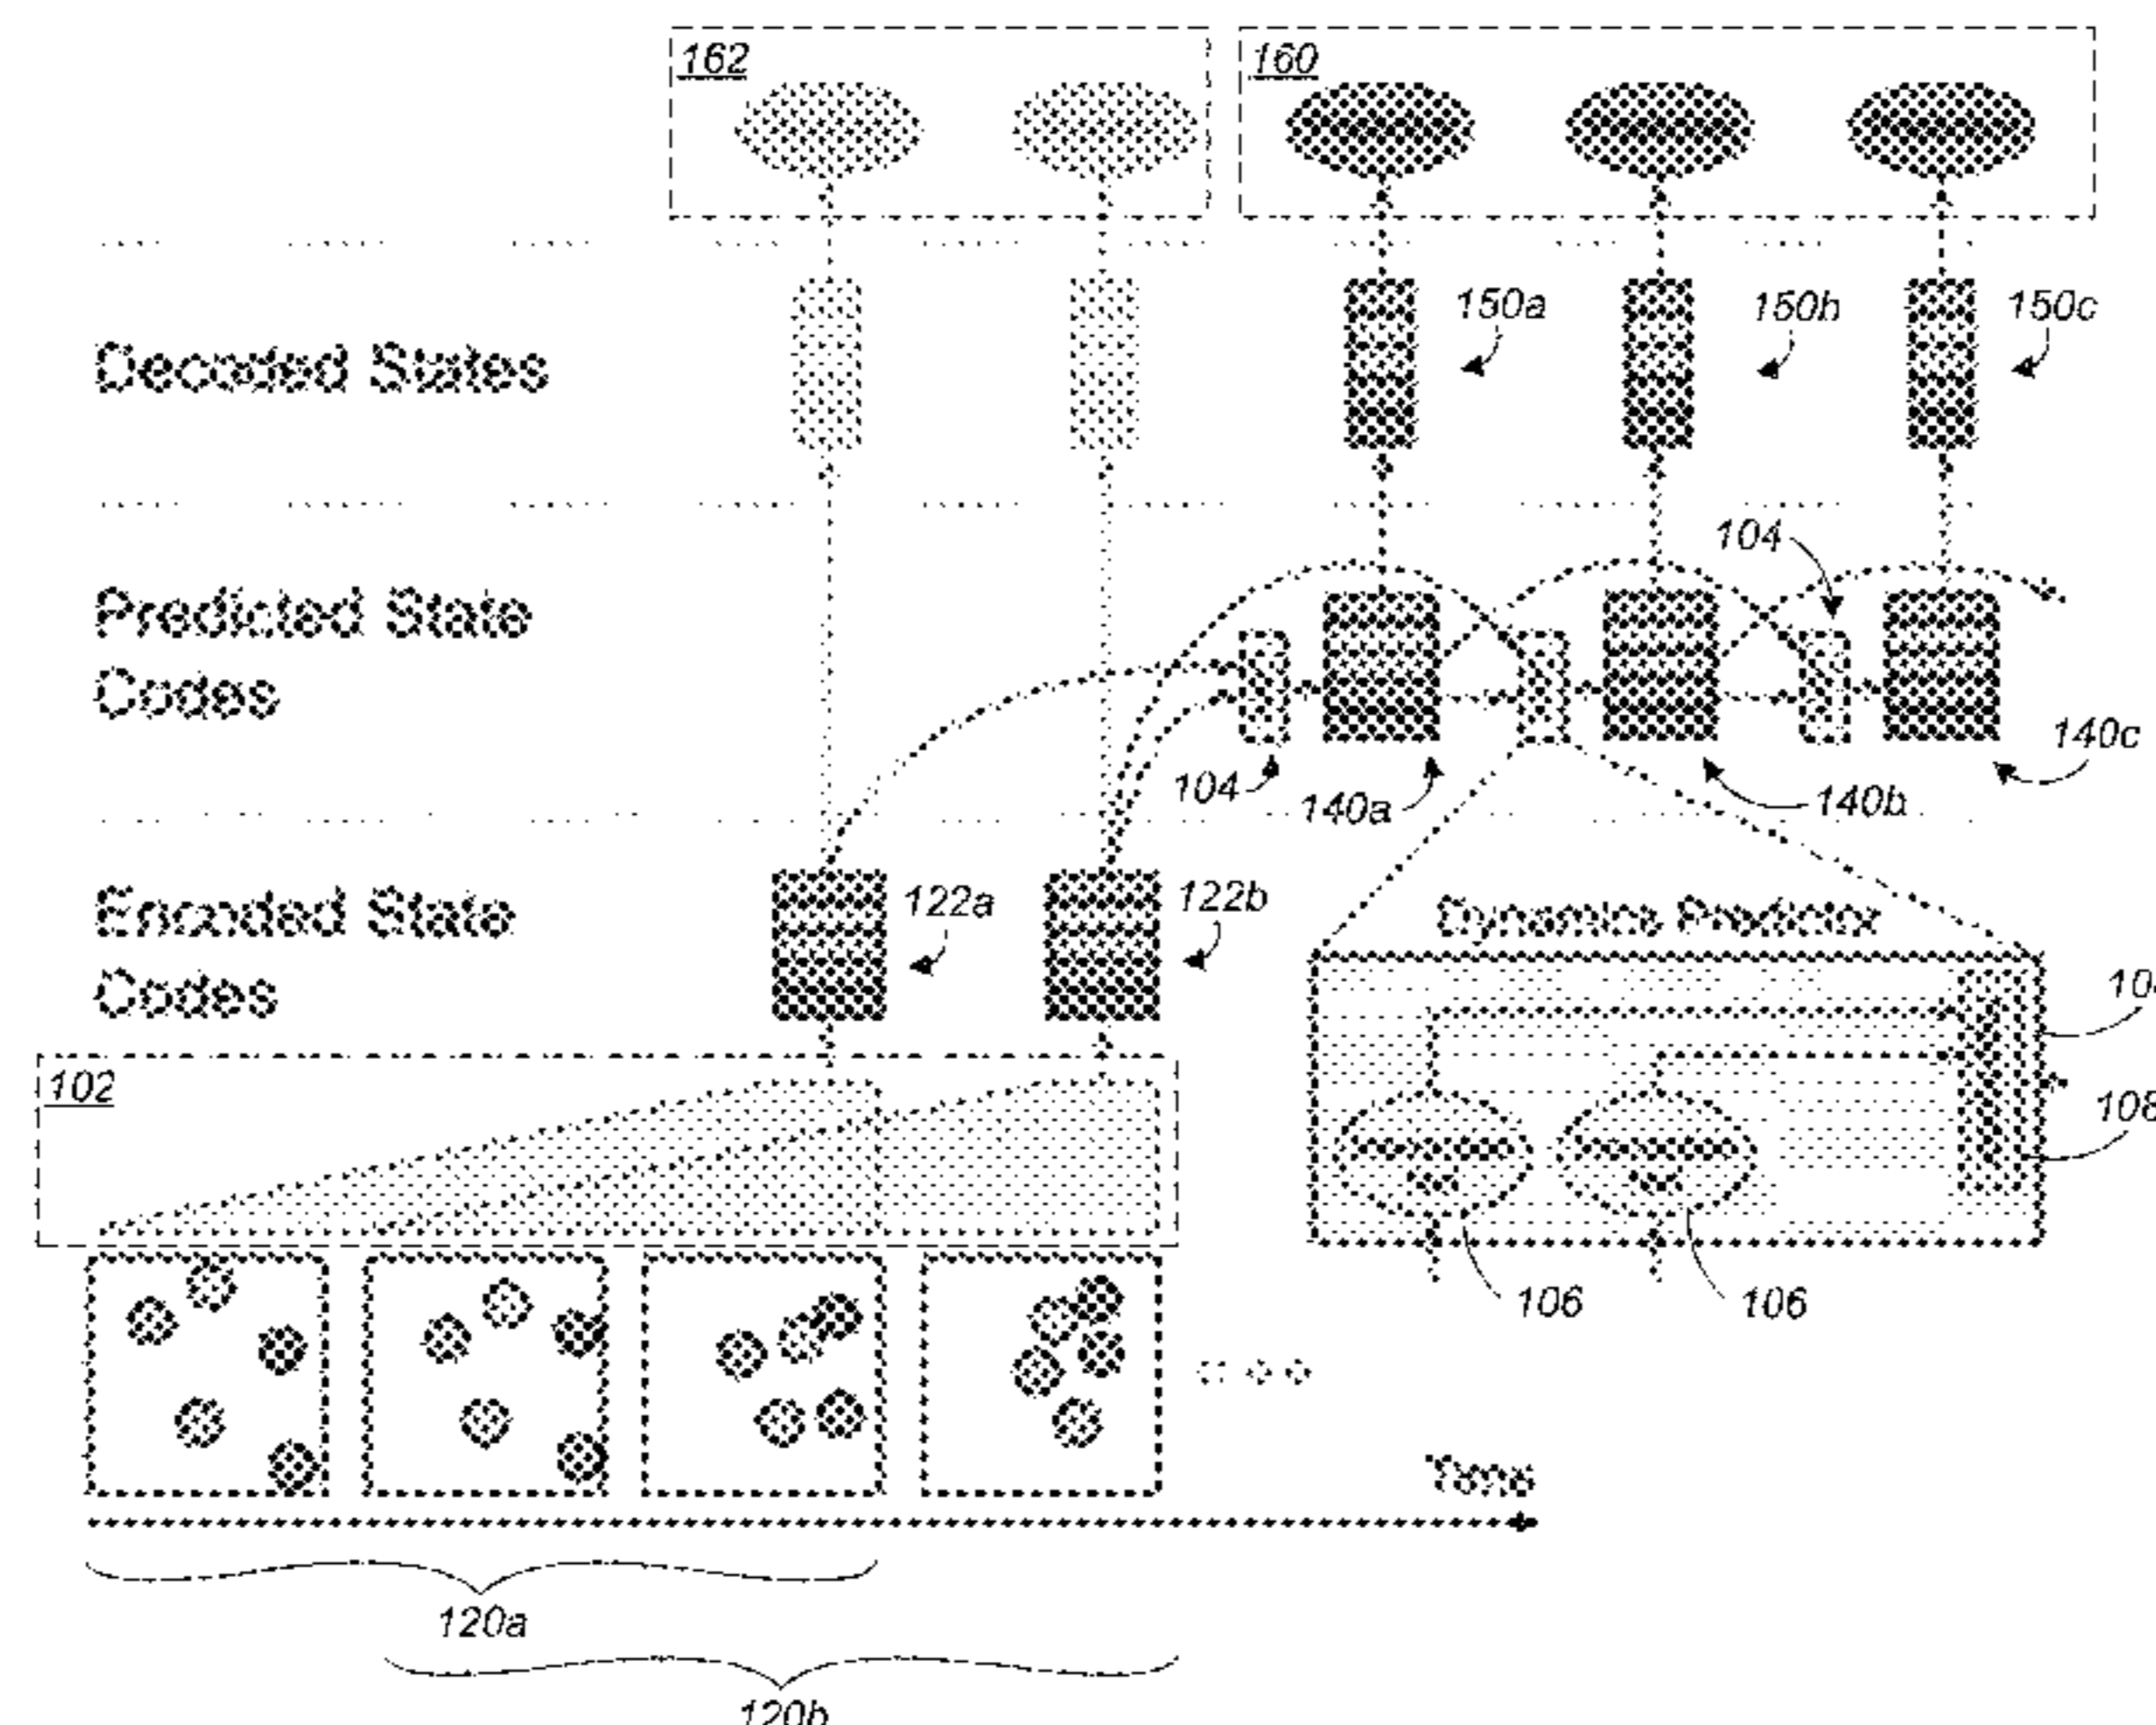 162
160
150a
150b
150c
Decoded States
104
Predicted State
Codes
140c
104
140a
140b
Encoded State
Codes
122a
122b
Dynamics Predictor
102
108
106
106
Time
120a
120b